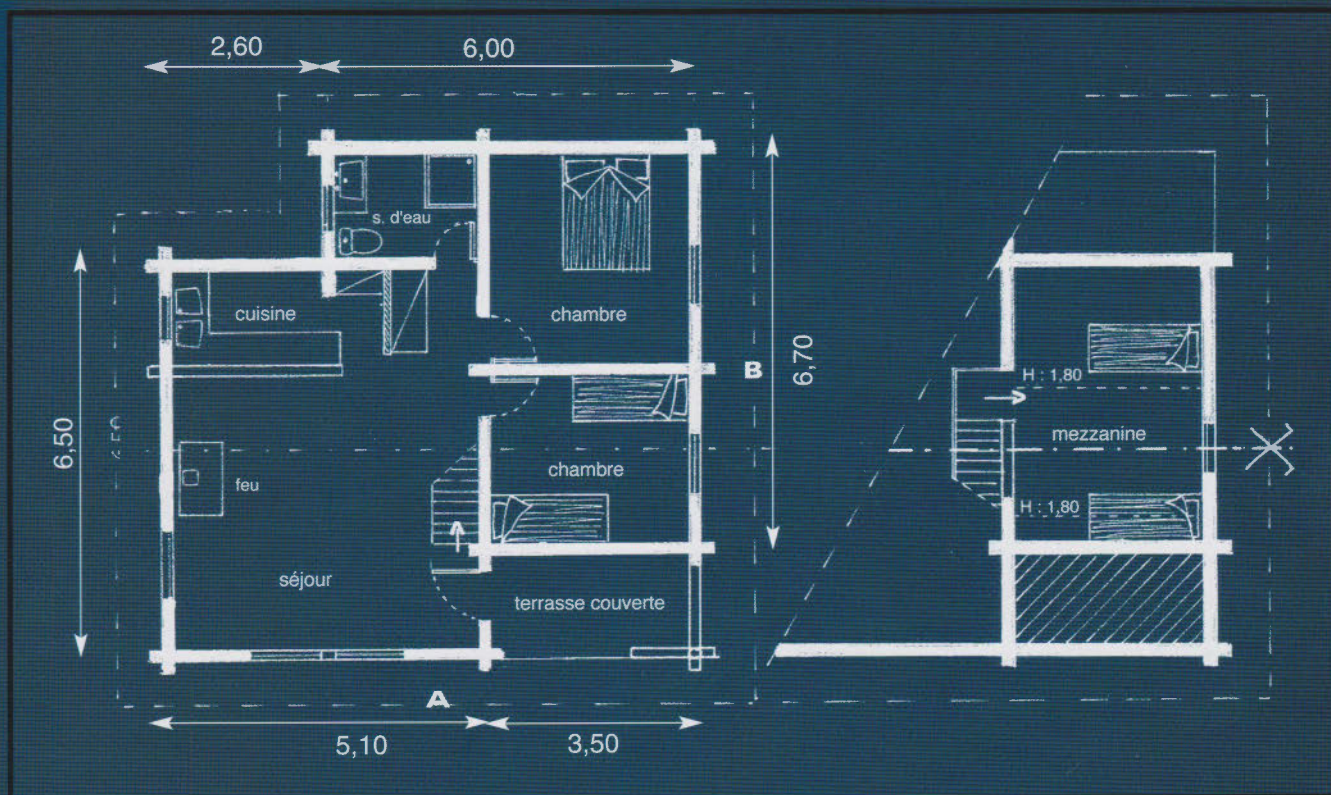 2,60
6,00
s. d'eau
cuisine
chambre
6,50
6,70
B
H : 1,80
mezzanine
chambre
feu
H : 1,80
séjour
terrasse couverte
A
5,10
3,50